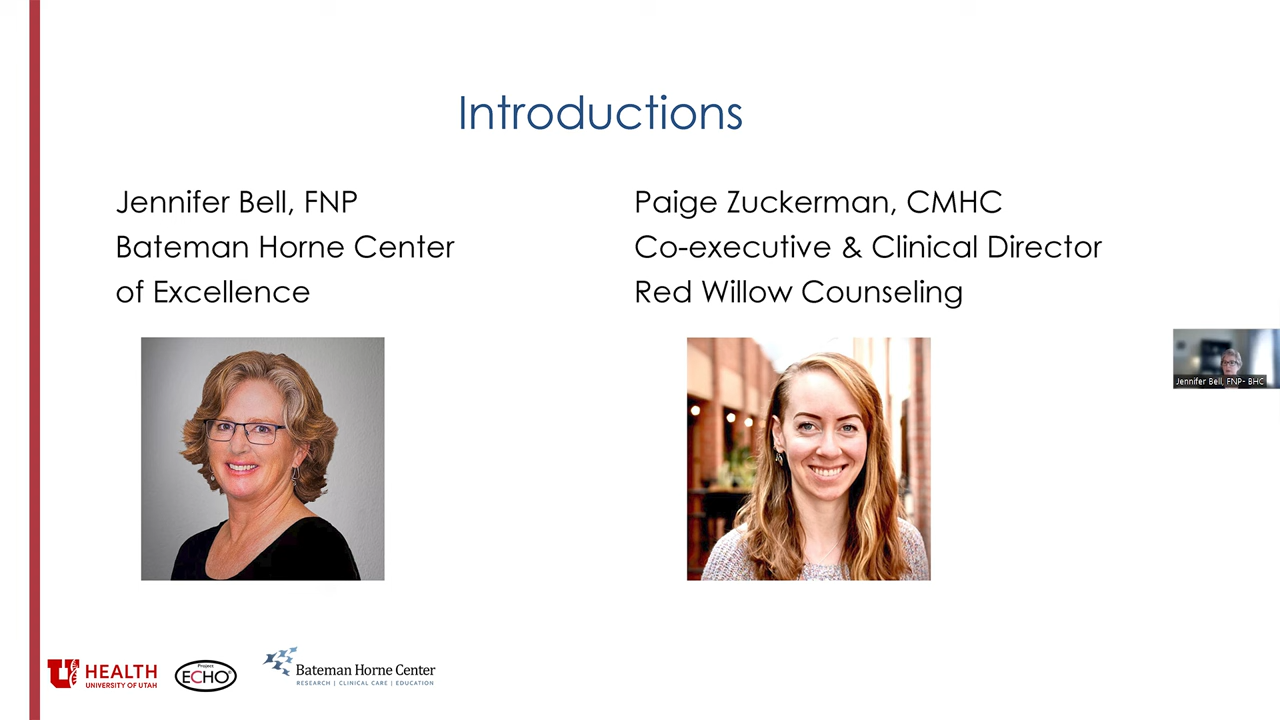 Introductions
Jennifer Bell, FNP
Bateman Horne Center
of Excellence
Paige Zuckerman, CMHC
Co-executive & Clinical Director
Red Willow Counseling
Jennifer Bell, FNP- BHC
U HEALTH
UNIVERSITY OF UTAH
Project
ECHO®
Bateman Horne Center
RESEARCH | CLINICAL CARE | EDUCATION